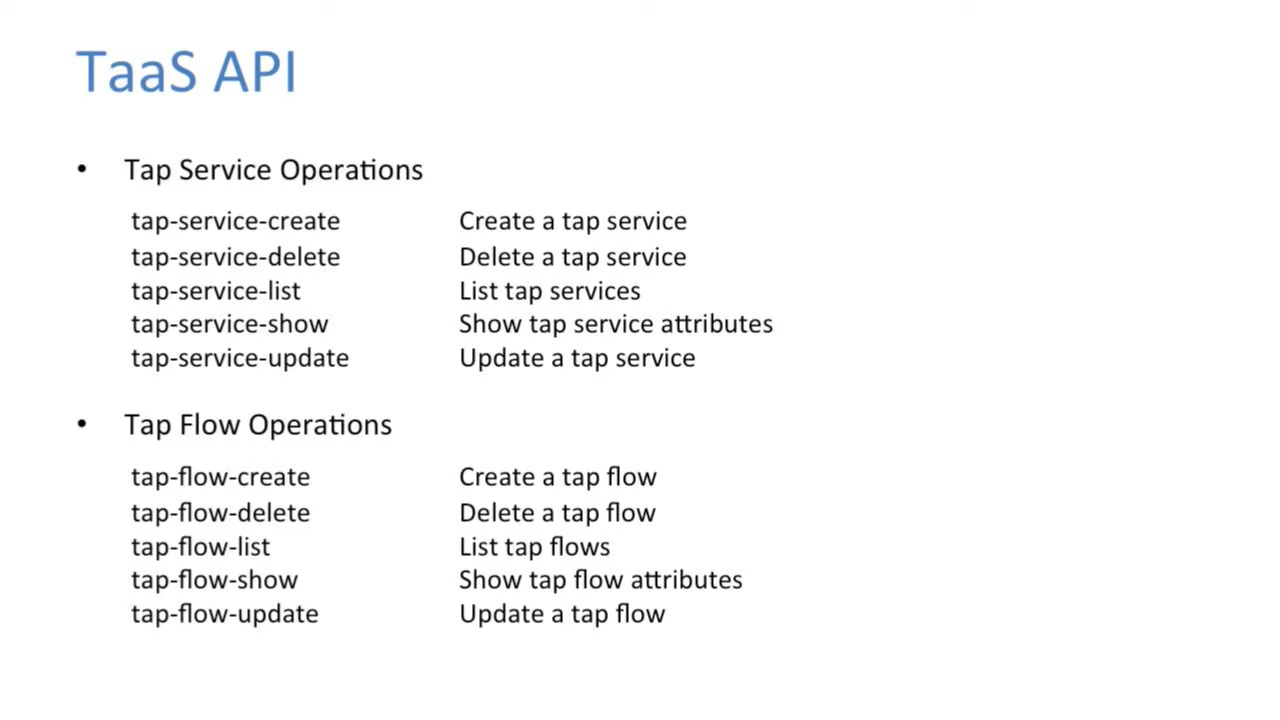 TaaS API
• Tap Service Operations
tap-service-create Create a tap service
tap-service-delete Delete a tap service
tap-service-list List tap services
tap-service-show Show tap service attributes
tap-service-update Update a tap service
• Tap Flow Operations
tap-flow-create Create a tap flow
tap-flow-delete Delete a tap flow
tap-flow-list List tap flows
tap-flow-show Show tap flow attributes
tap-flow-update Update a tap flow